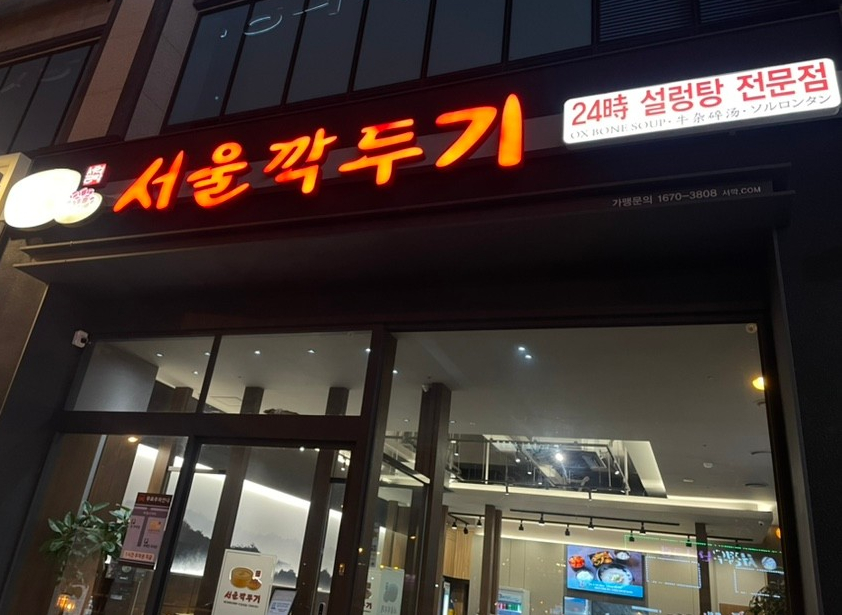 서울깍두기
24時 설렁탕 전문점
OX BONE SOUP · 牛杂碎汤 · ソルロンタン
가맹문의 1670-3808 서깍.COM
서울깍두기